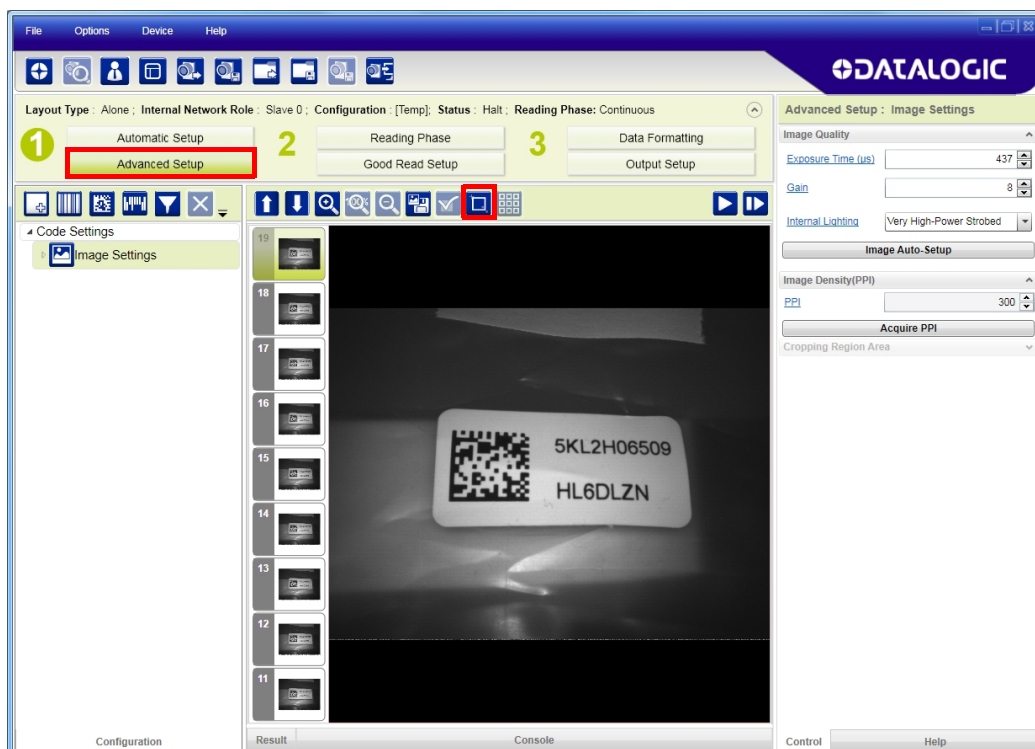 File Options Device Help
DATALOGIC
Layout Type : Alone ; Internal Network Role : Slave 0 ; Configuration : [Temp]; Status : Halt ; Reading Phase: Continuous
1 Automatic Setup
Advanced Setup
2 Reading Phase
Good Read Setup
3 Data Formatting
Output Setup
Code Settings
Image Settings
19
18
17
16
15
14
13
12
11
5KL2H06509
HL6DLZN
Advanced Setup : Image Settings
Image Quality
Exposure Time (us) 437
Gain 8
Internal Lighting Very High-Power Strobed
Image Auto-Setup
Image Density(PPI)
PPI 300
Acquire PPI
Cropping Region Area
Configuration
Result Console
Control Help